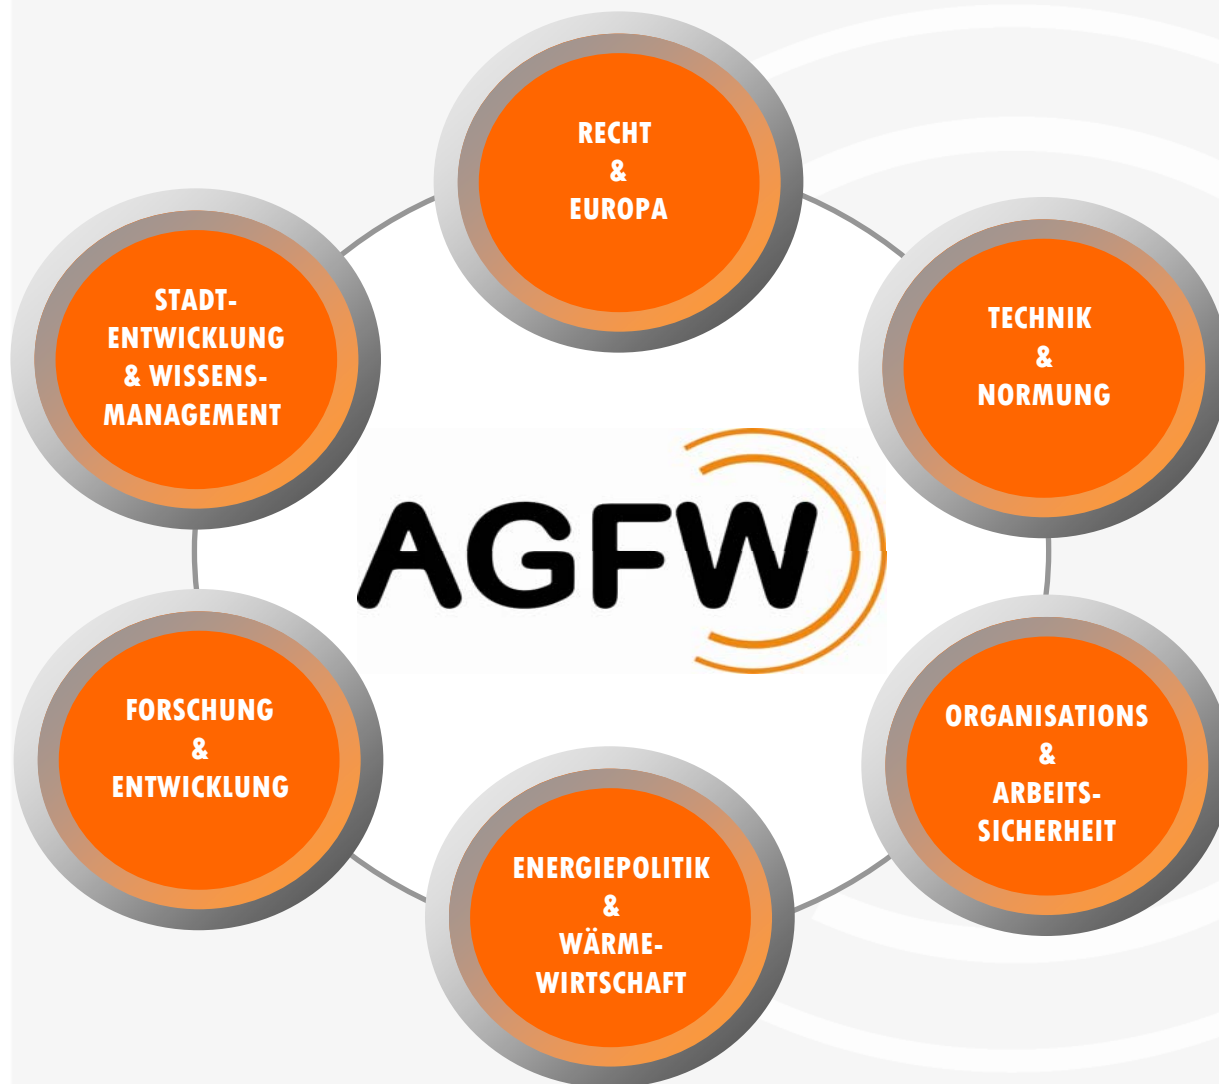 RECHT
&
EUROPA
TECHNIK
&
NORMUNG
ORGANISATIONS
&
ARBEITS-
SICHERHEIT
ENERGIEPOLITIK
&
WÄRME-
WIRTSCHAFT
FORSCHUNG
&
ENTWICKLUNG
STADT-
ENTWICKLUNG
& WISSENS-
MANAGEMENT
AGFW